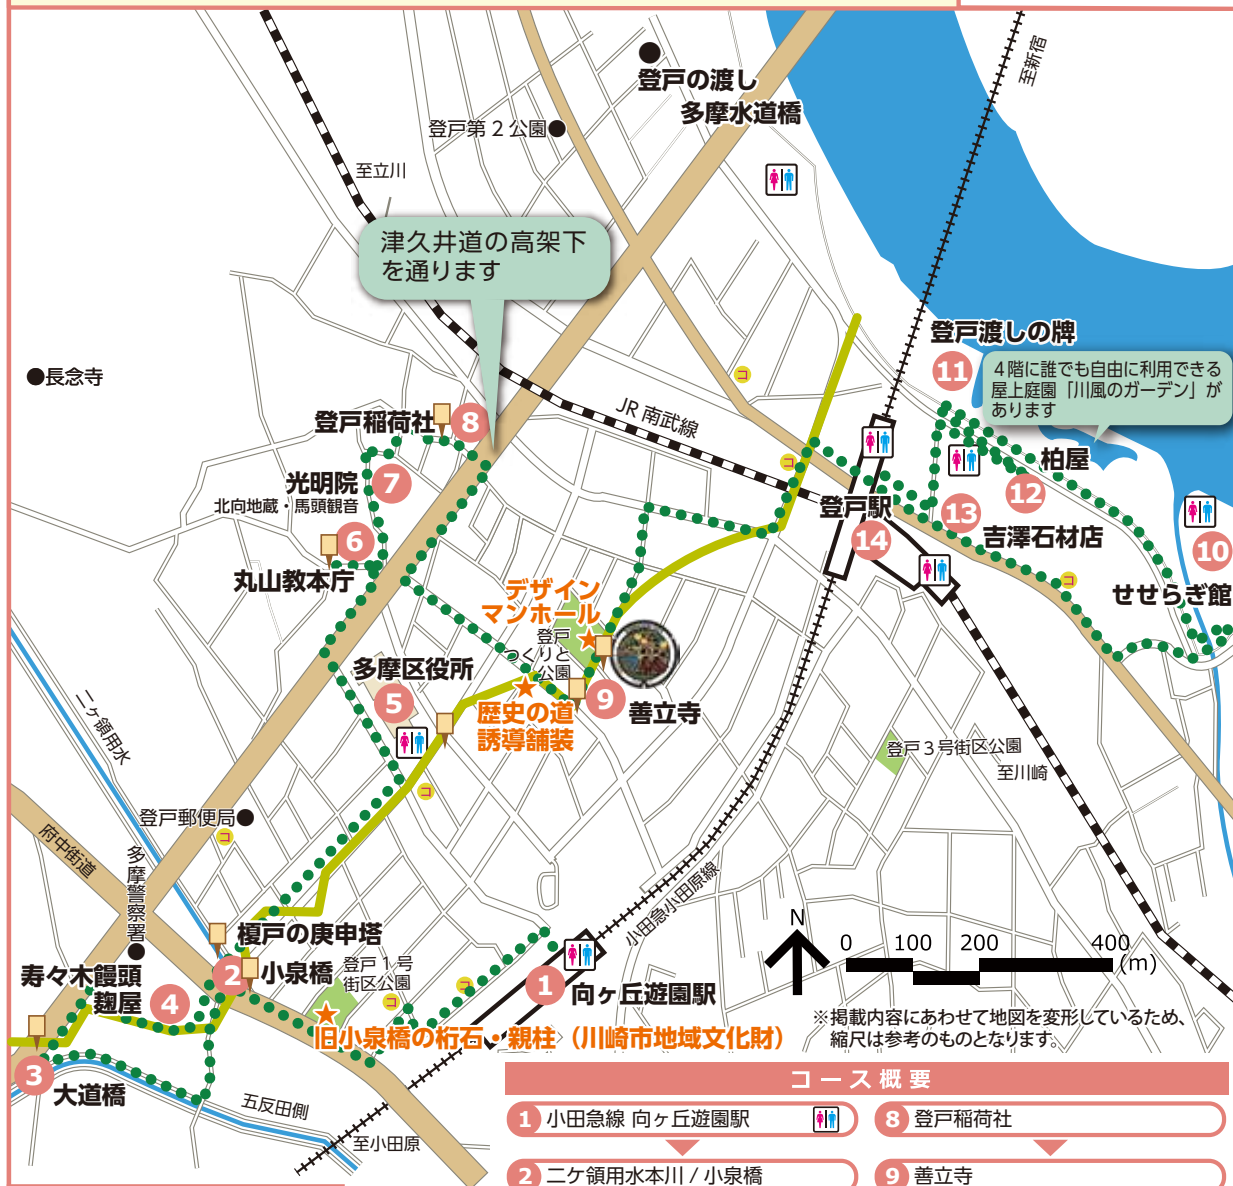 登戸の渡し
多摩水道橋
至新宿
登戸第２公園
至立川
津久井道の高架下
を通ります
長念寺
登戸渡しの碑
11
４階に誰でも自由に利用できる
屋上庭園「川風のガーデン」が
あります
コ
JR 南武線
登戸稲荷社
8
光明院
7
北向地蔵・馬頭観音
6
丸山教本庁
コ
柏屋
12
登戸駅
14
13
吉澤石材店
10
せせらぎ館
コ
デザイン
マンホール
登戸
つくりと
公園
多摩区役所
5
9
善立寺
歴史の道
誘導舗装
コ
二ヶ領用水
登戸３号街区公園
至川崎
登戸郵便局
コ
府中街道
多摩警察署
小田急小田原線
榎戸の庚申塔
2
小泉橋
登戸１号
街区公園
コ
コ
1
向ヶ丘遊園駅
寿々木饅頭
麹屋
4
旧小泉橋の桁石・親柱（川崎市地域文化財）
3
大道橋
五反田側
至小田原
N
0 100 200 400
(m)
※掲載内容にあわせて地図を変形しているため、
縮尺は参考のものとなります。
コース概要
1 小田急線 向ヶ丘遊園駅
8 登戸稲荷社
2 二ケ領用水本川 / 小泉橋
9 善立寺